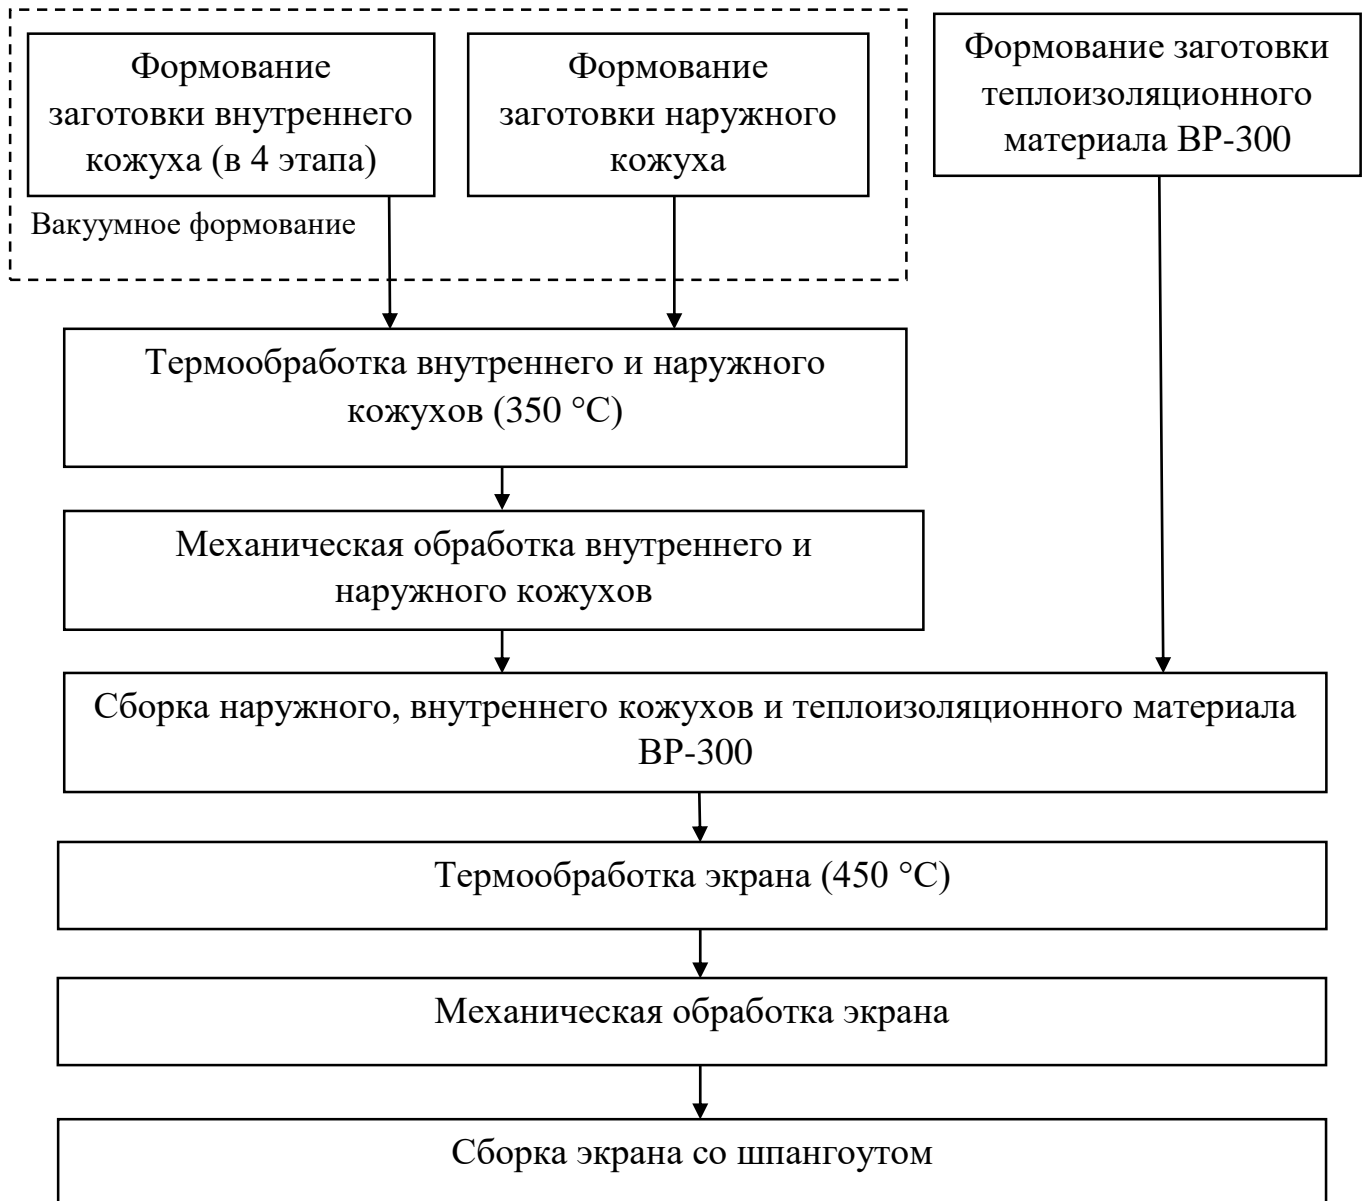 Формование
заготовки внутреннего
кожуха (в 4 этапа)
Формование
заготовки наружного
кожуха
Формование заготовки
теплоизоляционного
материала ВР-300
Вакуумное формование
Термообработка внутреннего и наружного
кожухов (350 °С)
Механическая обработка внутреннего и
наружного кожухов
Сборка наружного, внутреннего кожухов и теплоизоляционного материала
ВР-300
Термообработка экрана (450 °С)
Механическая обработка экрана
Сборка экрана со шпангоутом